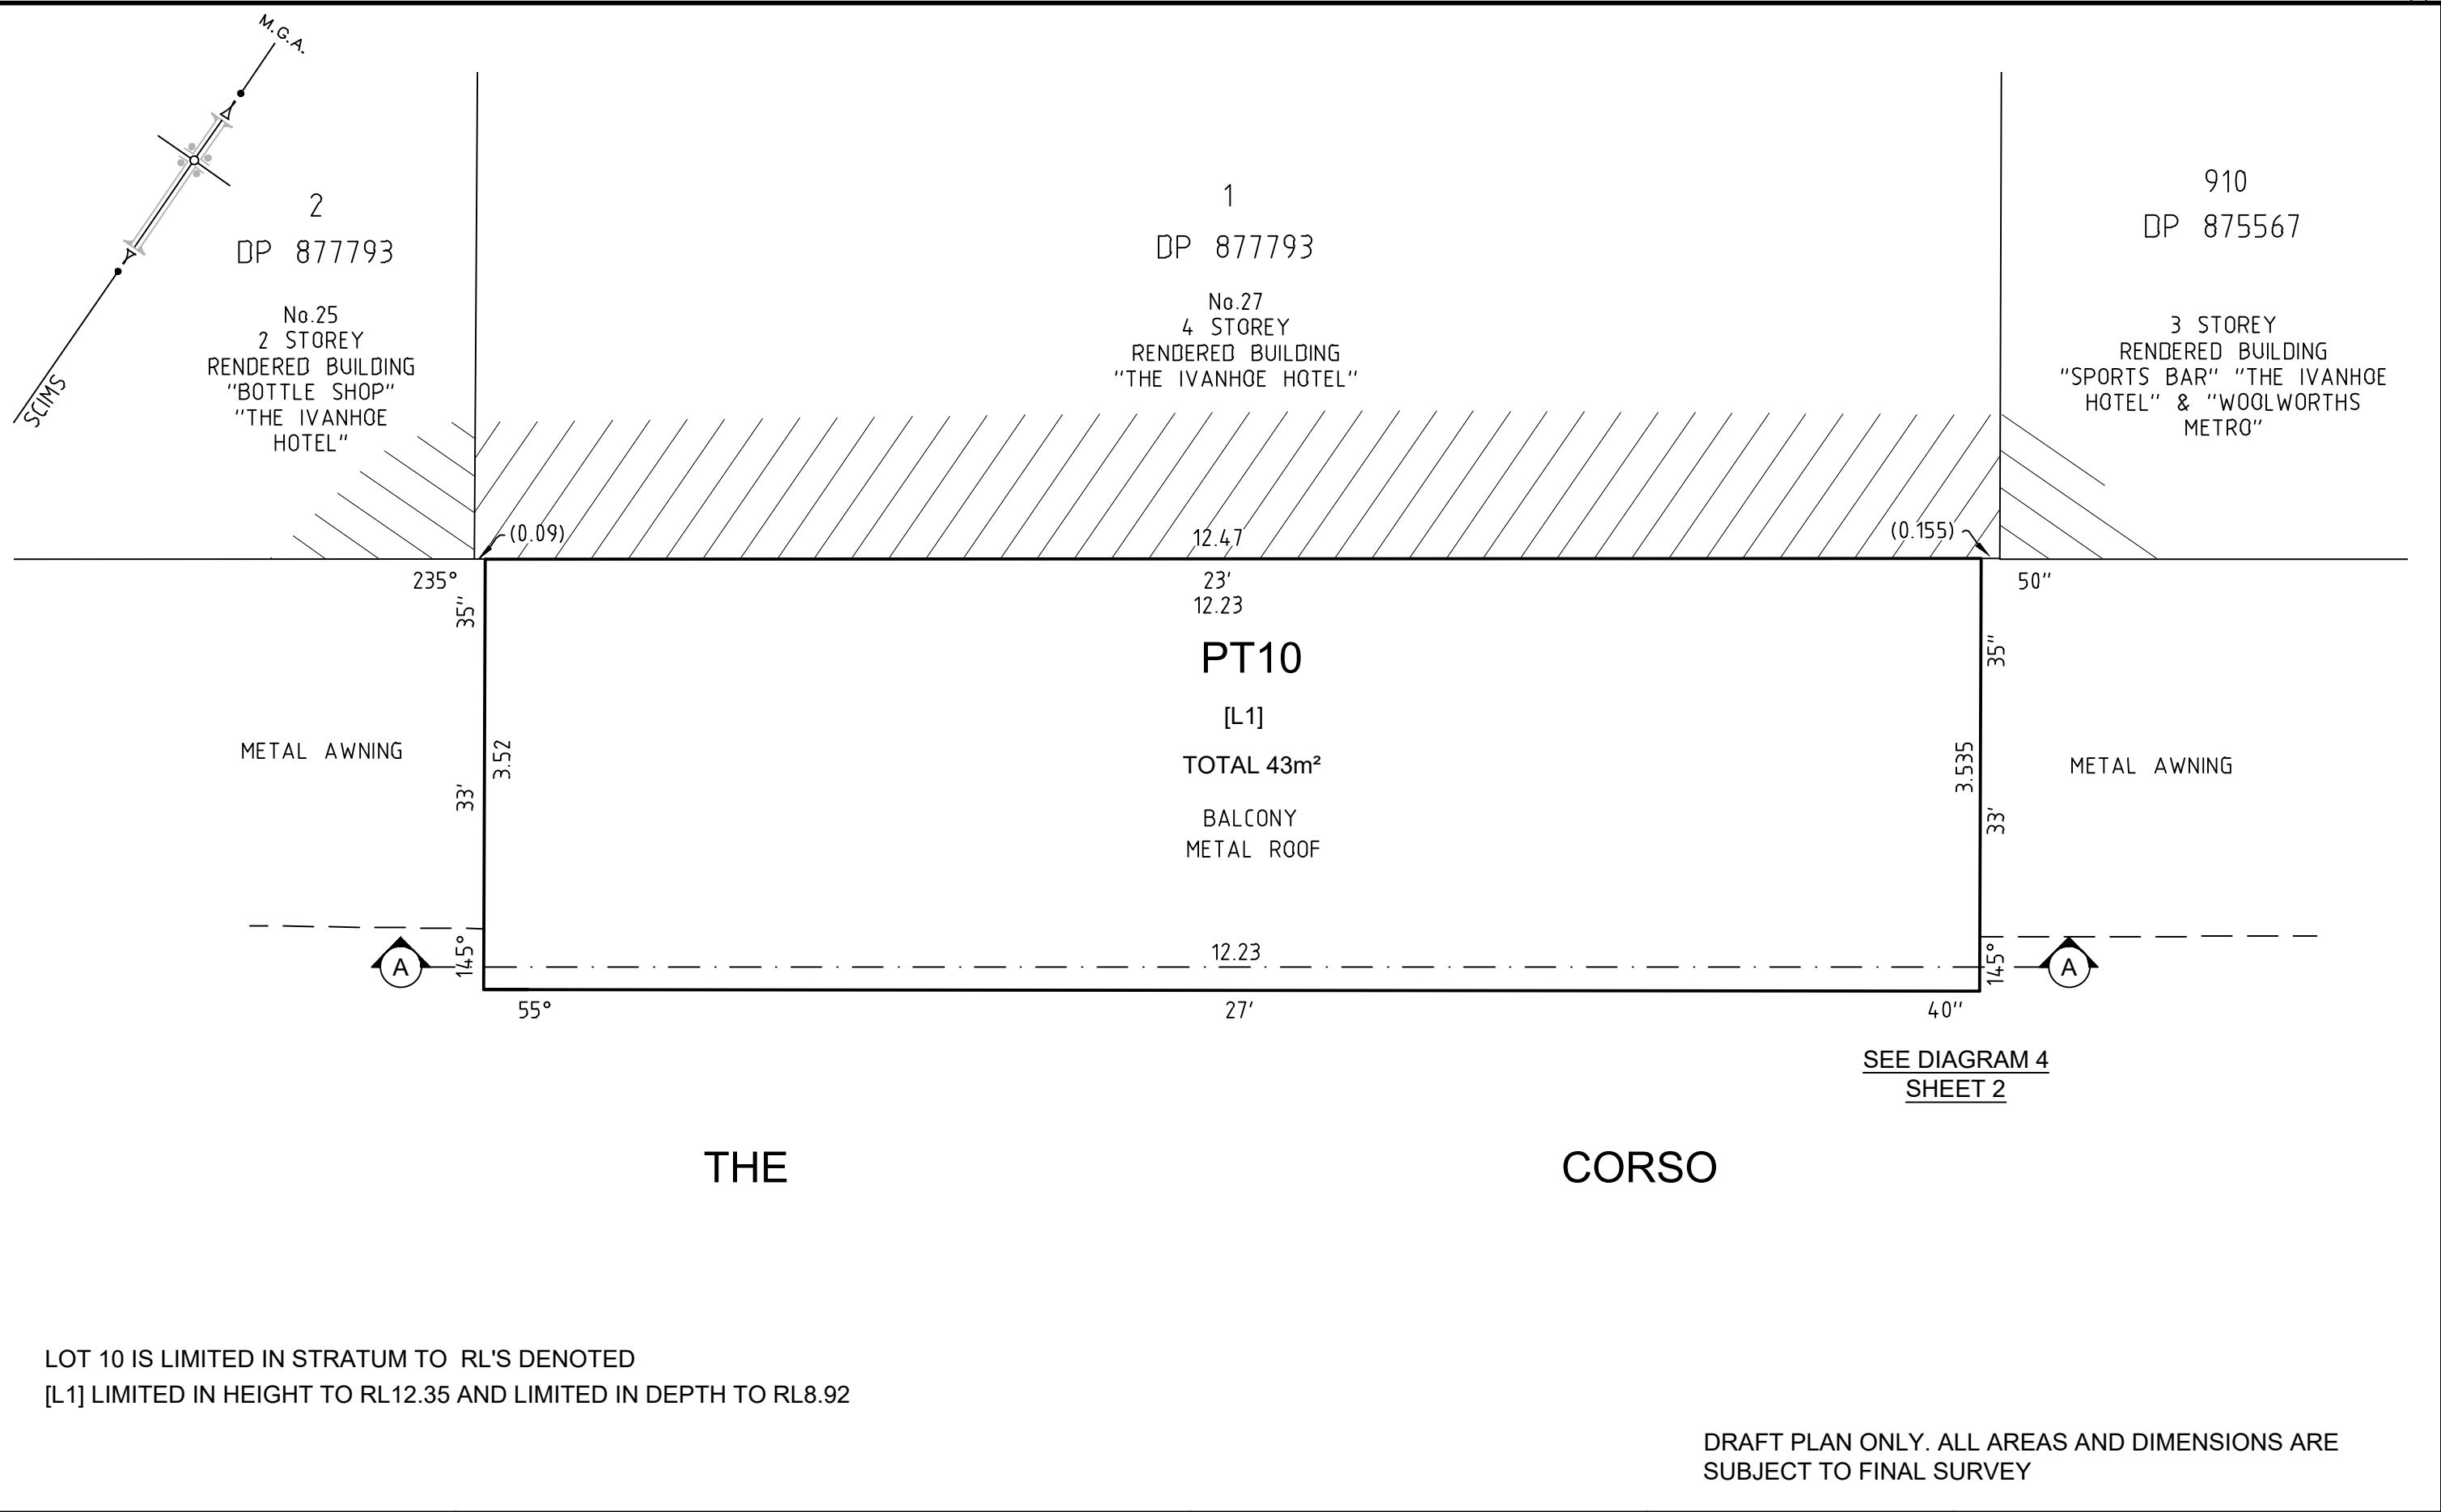 M.G.A.
SCIMS
2
DP 877793
No.25
2 STOREY
RENDERED BUILDING
"BOTTLE SHOP"
"THE IVANHOE
HOTEL"
1
DP 877793
No.27
4 STOREY
RENDERED BUILDING
"THE IVANHOE HOTEL"
910
DP 875567
3 STOREY
RENDERED BUILDING
"SPORTS BAR" "THE IVANHOE
HOTEL" & "WOOLWORTHS
METRO"
(0.09)
12.47
(0.155)
235° 23' 50"
12.23
145° 33' 35"
3.52
PT10
[L1]
TOTAL 43m²
BALCONY
METAL ROOF
3.535
145° 33' 35"
METAL AWNING
METAL AWNING
12.23
A
A
55° 27' 40"
SEE DIAGRAM 4
SHEET 2
THE CORSO
LOT 10 IS LIMITED IN STRATUM TO RL'S DENOTED
[L1] LIMITED IN HEIGHT TO RL12.35 AND LIMITED IN DEPTH TO RL8.92
DRAFT PLAN ONLY. ALL AREAS AND DIMENSIONS ARE
SUBJECT TO FINAL SURVEY